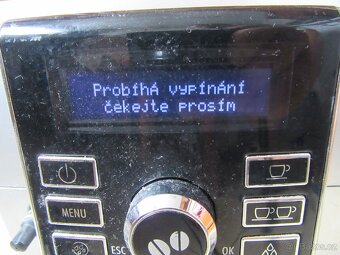 Probíhá vypínání
čekejte prosím
MENU
ESC
OK